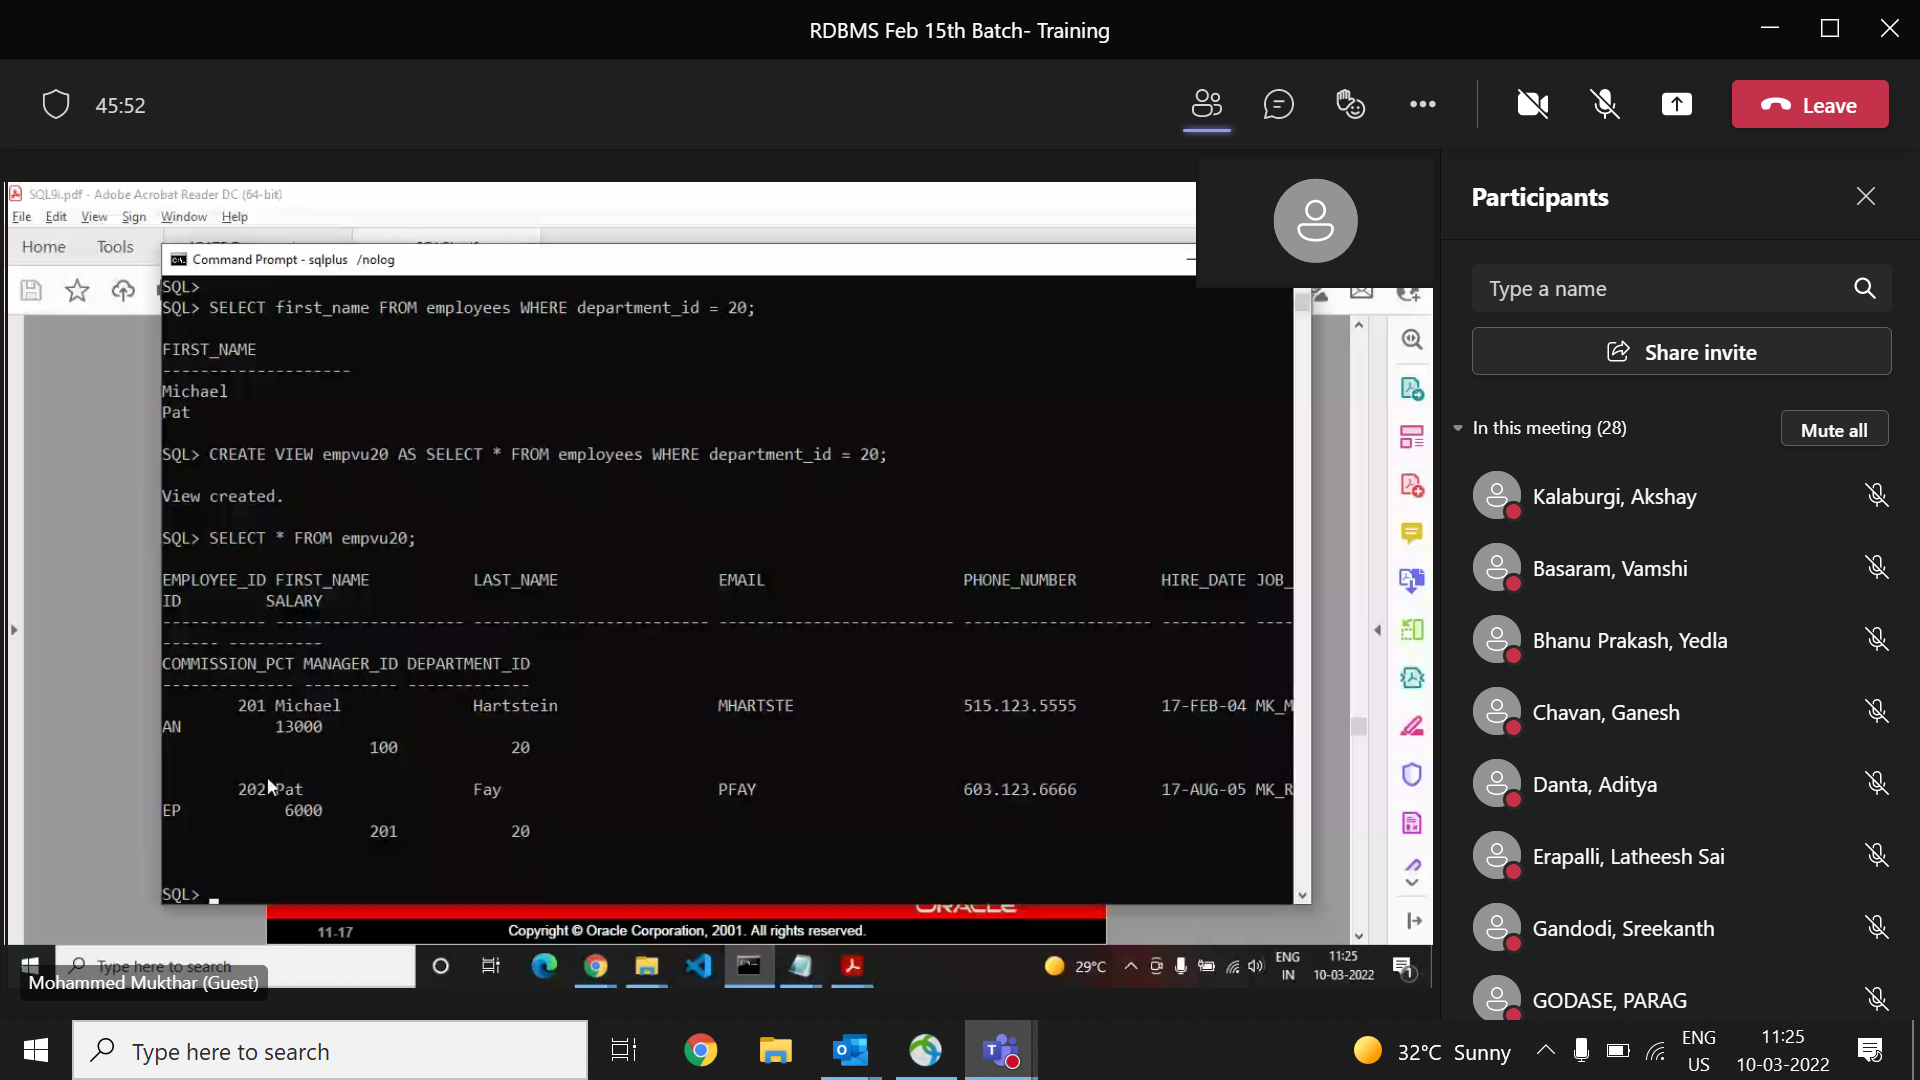 RDBMS Feb 15th Batch- Training
45:52
Leave
SQL9i.pdf - Adobe Acrobat Reader DC (64-bit)
File Edit View Sign Window Help
Home Tools
Command Prompt - sqlplus /nolog
SQL>
SQL> SELECT first_name FROM employees WHERE department_id = 20;
FIRST_NAME
--------------------
Michael
Pat
SQL> CREATE VIEW empvu20 AS SELECT * FROM employees WHERE department_id = 20;
View created.
SQL> SELECT * FROM empvu20;
EMPLOYEE_ID FIRST_NAME LAST_NAME EMAIL PHONE_NUMBER HIRE_DATE JOB_
ID SALARY
----------- -------------------- ------------------------- ------------------------- -------------------- --------- ----
------ ----------
COMMISSION_PCT MANAGER_ID DEPARTMENT_ID
-------------- ---------- -------------
201 Michael Hartstein MHARTSTE 515.123.5555 17-FEB-04 MK_M
AN 13000
100 20
202 Pat Fay PFAY 603.123.6666 17-AUG-05 MK_R
EP 6000
201 20
SQL>
ORACLE
11-17 Copyright © Oracle Corporation, 2001. All rights reserved.
Type here to search
29°C
ENG
IN
11:25
10-03-2022
1
Mohammed Mukthar (Guest)
Participants
Type a name
Share invite
In this meeting (28)
Mute all
Kalaburgi, Akshay
Basaram, Vamshi
Bhanu Prakash, Yedla
Chavan, Ganesh
Danta, Aditya
Erapalli, Latheesh Sai
Gandodi, Sreekanth
GODASE, PARAG
Type here to search
32°C Sunny
ENG
US
11:25
10-03-2022